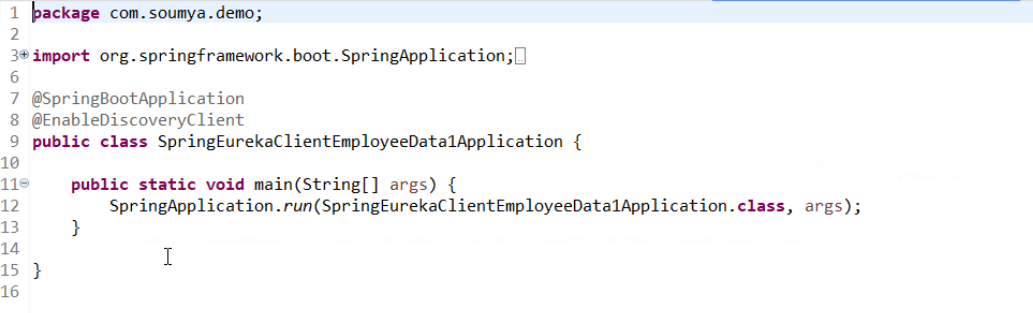 1 package com.soumya.demo;
2
3 import org.springframework.boot.SpringApplication;
6
7 @SpringBootApplication
8 @EnableDiscoveryClient
9 public class SpringEurekaClientEmployeeData1Application {
10
11 public static void main(String[] args) {
12 SpringApplication.run(SpringEurekaClientEmployeeData1Application.class, args);
13 }
14
15 }
16